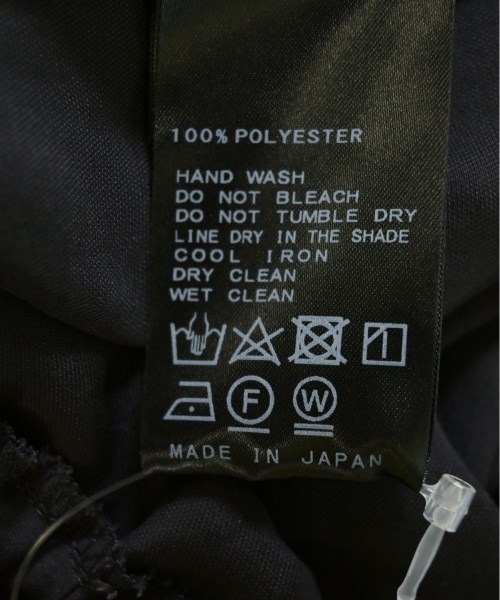 100% POLYESTER
HAND WASH
DO NOT BLEACH
DO NOT TUMBLE DRY
LINE DRY IN THE SHADE
COOL IRON
DRY CLEAN
WET CLEAN
F W
MADE IN JAPAN